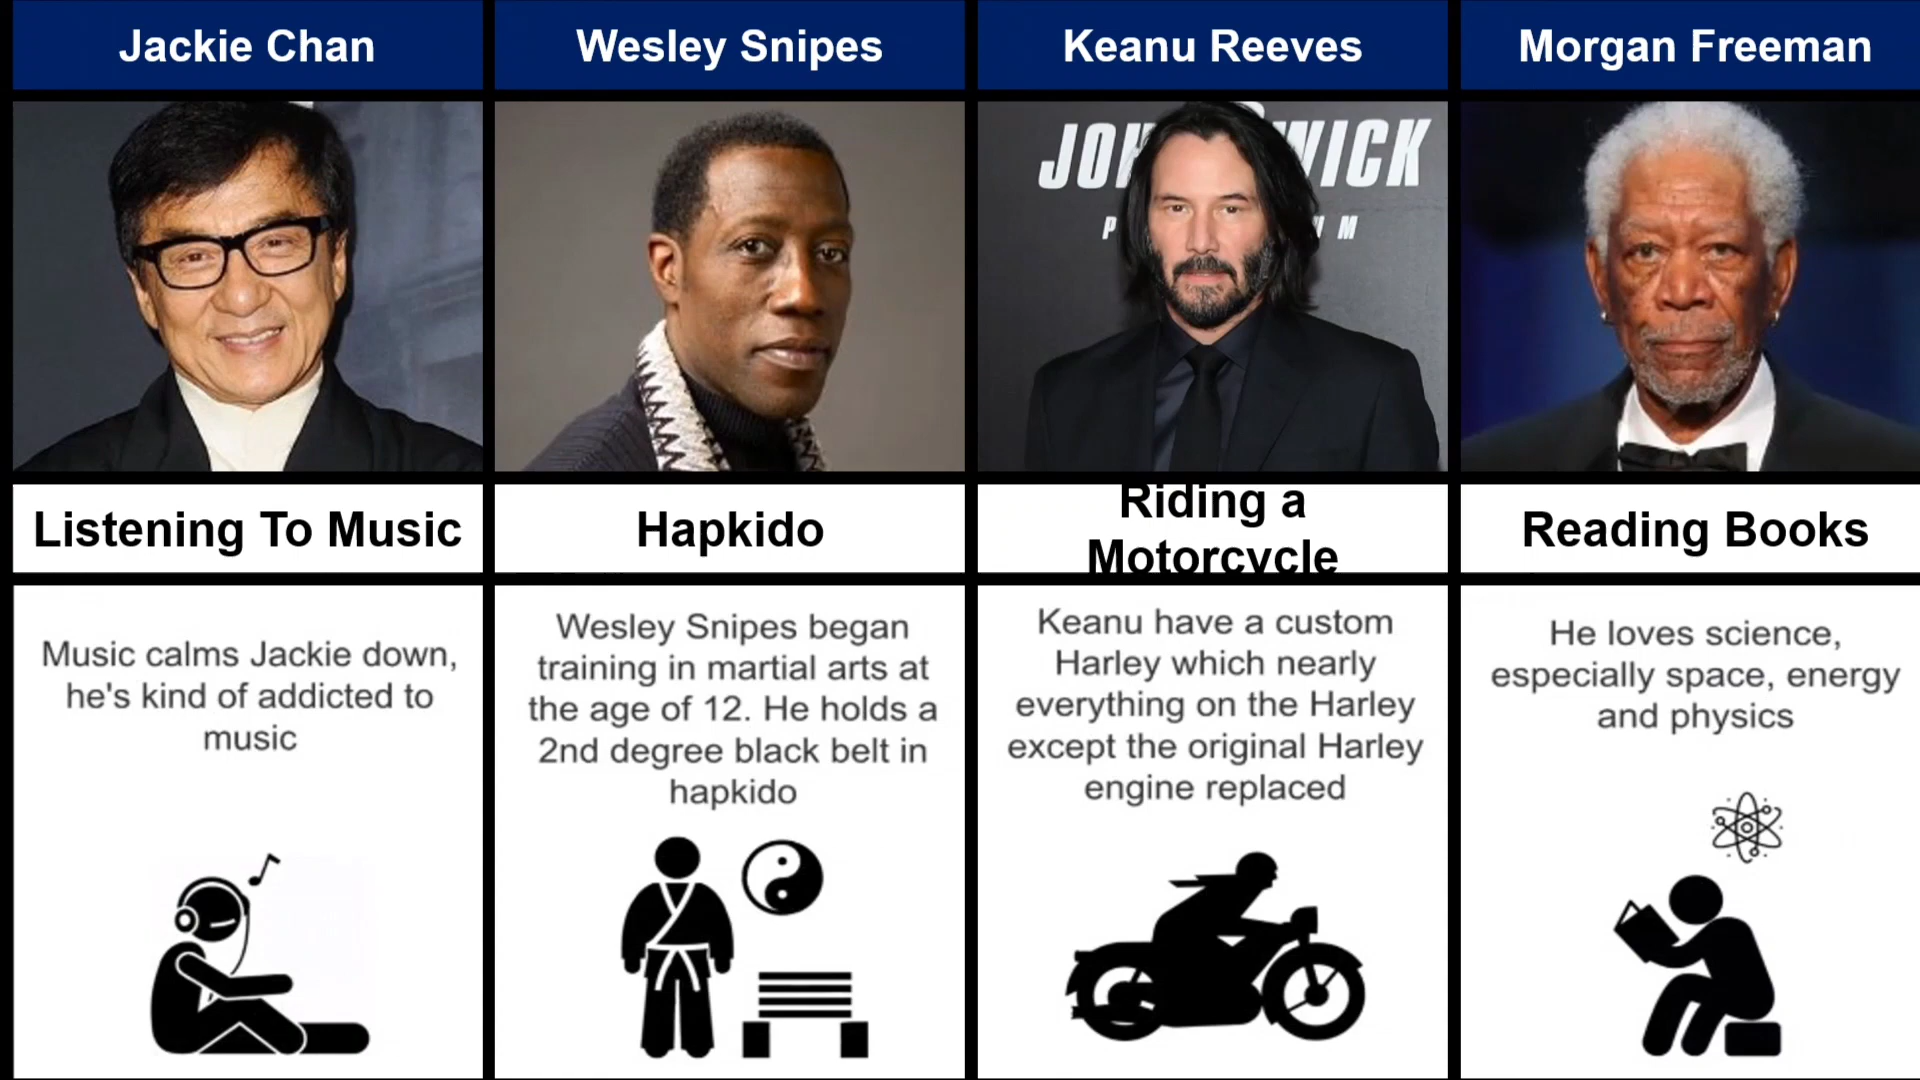 Jackie Chan
Wesley Snipes
Keanu Reeves
Morgan Freeman
JOH WICK
P UM
Listening To Music
Hapkido
Riding a
Motorcycle
Reading Books
Music calms Jackie down,
he's kind of addicted to
music
Wesley Snipes began
training in martial arts at
the age of 12. He holds a
2nd degree black belt in
hapkido
Keanu have a custom
Harley which nearly
everything on the Harley
except the original Harley
engine replaced
He loves science,
especially space, energy
and physics